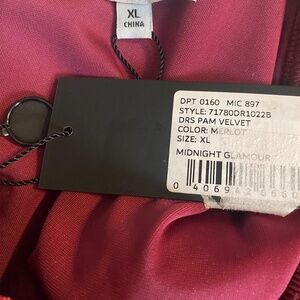 XL
CHINA
DPT 0160 MIC 897
STYLE: 71780DR1022B
DRS PAM VELVET
COLOR: MERLOT
SIZE: XL
MIDNIGHT GLAMOUR